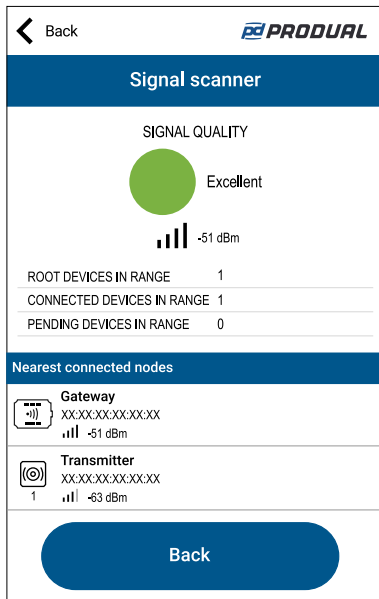 Back
pd PRODUAL
Signal scanner
SIGNAL QUALITY
Excellent
-51 dBm
ROOT DEVICES IN RANGE 1
CONNECTED DEVICES IN RANGE 1
PENDING DEVICES IN RANGE 0
Nearest connected nodes
Gateway
XX:XX:XX:XX:XX:XX
-51 dBm
Transmitter
XX:XX:XX:XX:XX:XX
1 -63 dBm
Back